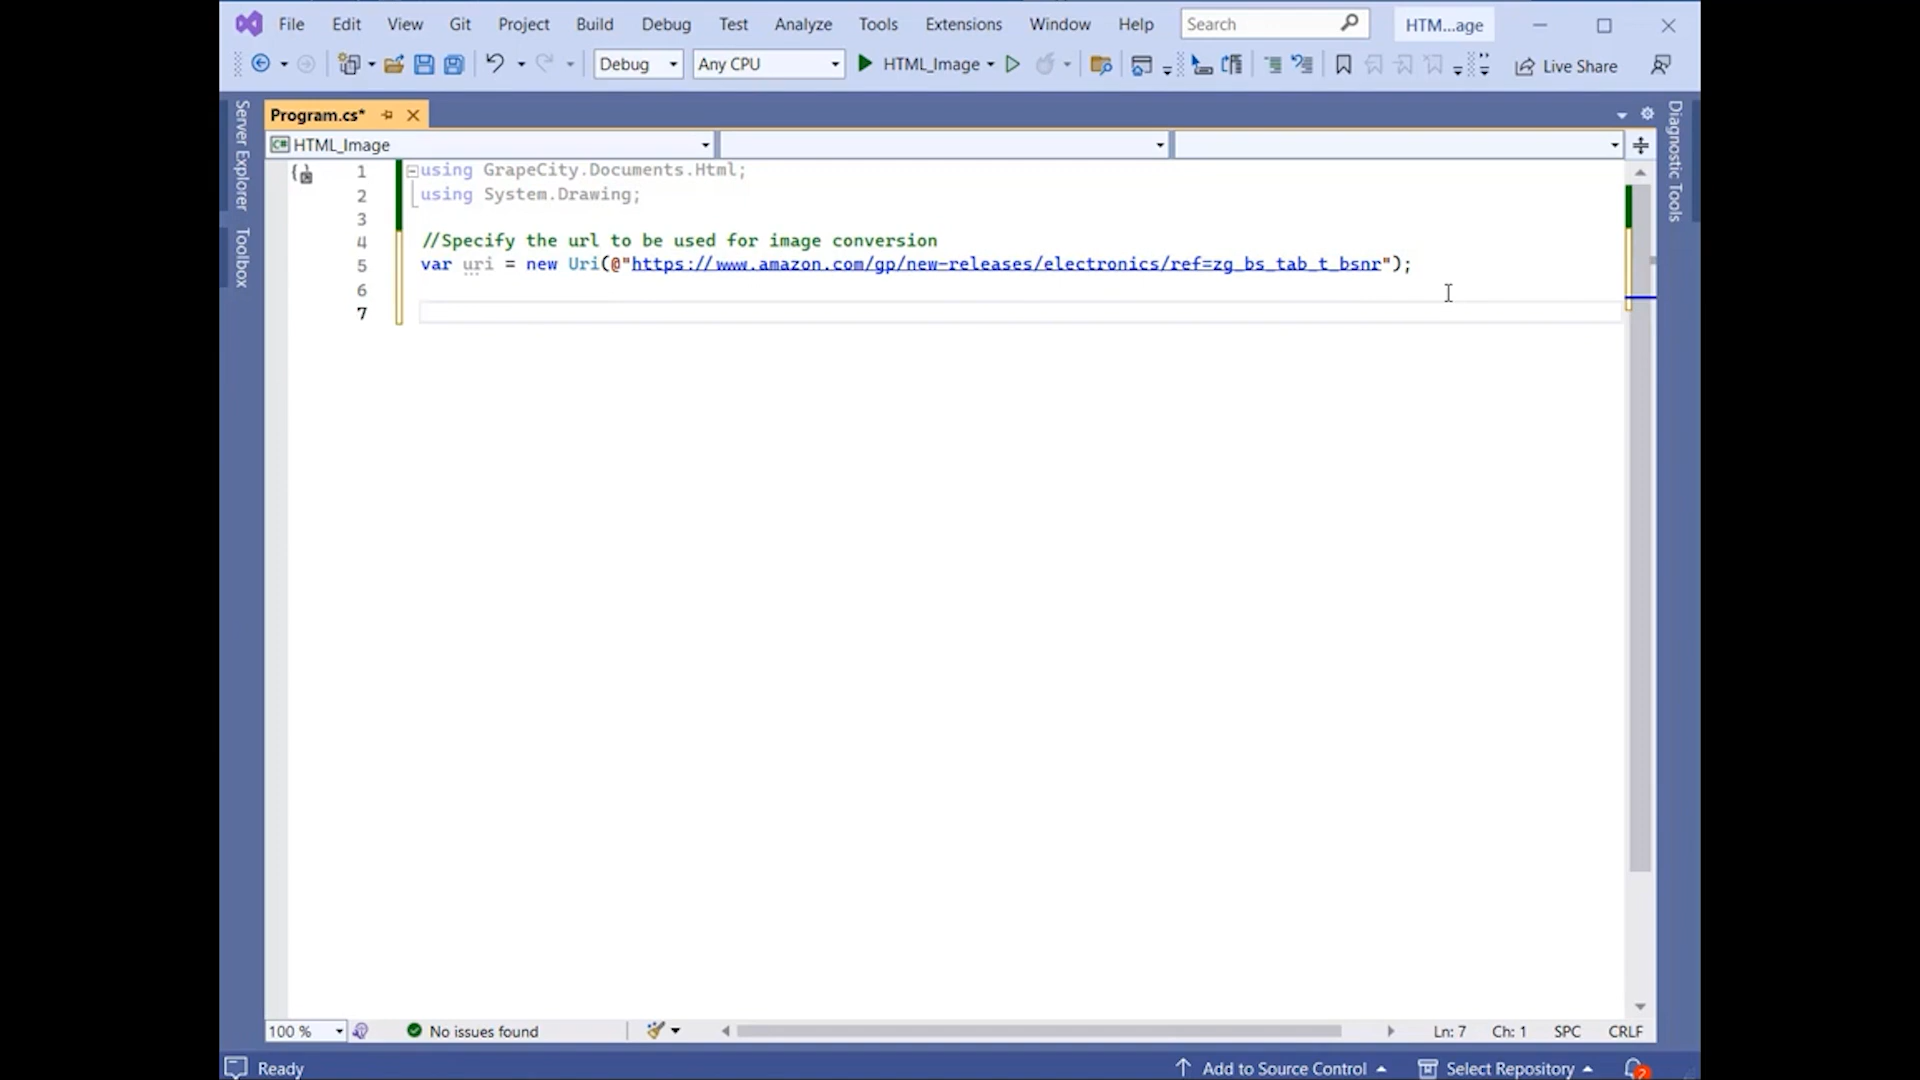 File Edit View Git Project Build Debug Test Analyze Tools Extensions Window Help Search HTM...age
Debug Any CPU HTML_Image Live Share
Server Explorer
Toolbox
Program.cs*
HTML_Image
1 using GrapeCity.Documents.Html;
2 using System.Drawing;
3
4 //Specify the url to be used for image conversion
5 var uri = new Uri(@"https://www.amazon.com/gp/new-releases/electronics/ref=zg_bs_tab_t_bsnr");
6
7
Diagnostic Tools
100 % No issues found Ln: 7 Ch: 1 SPC CRLF
Ready Add to Source Control Select Repository 2